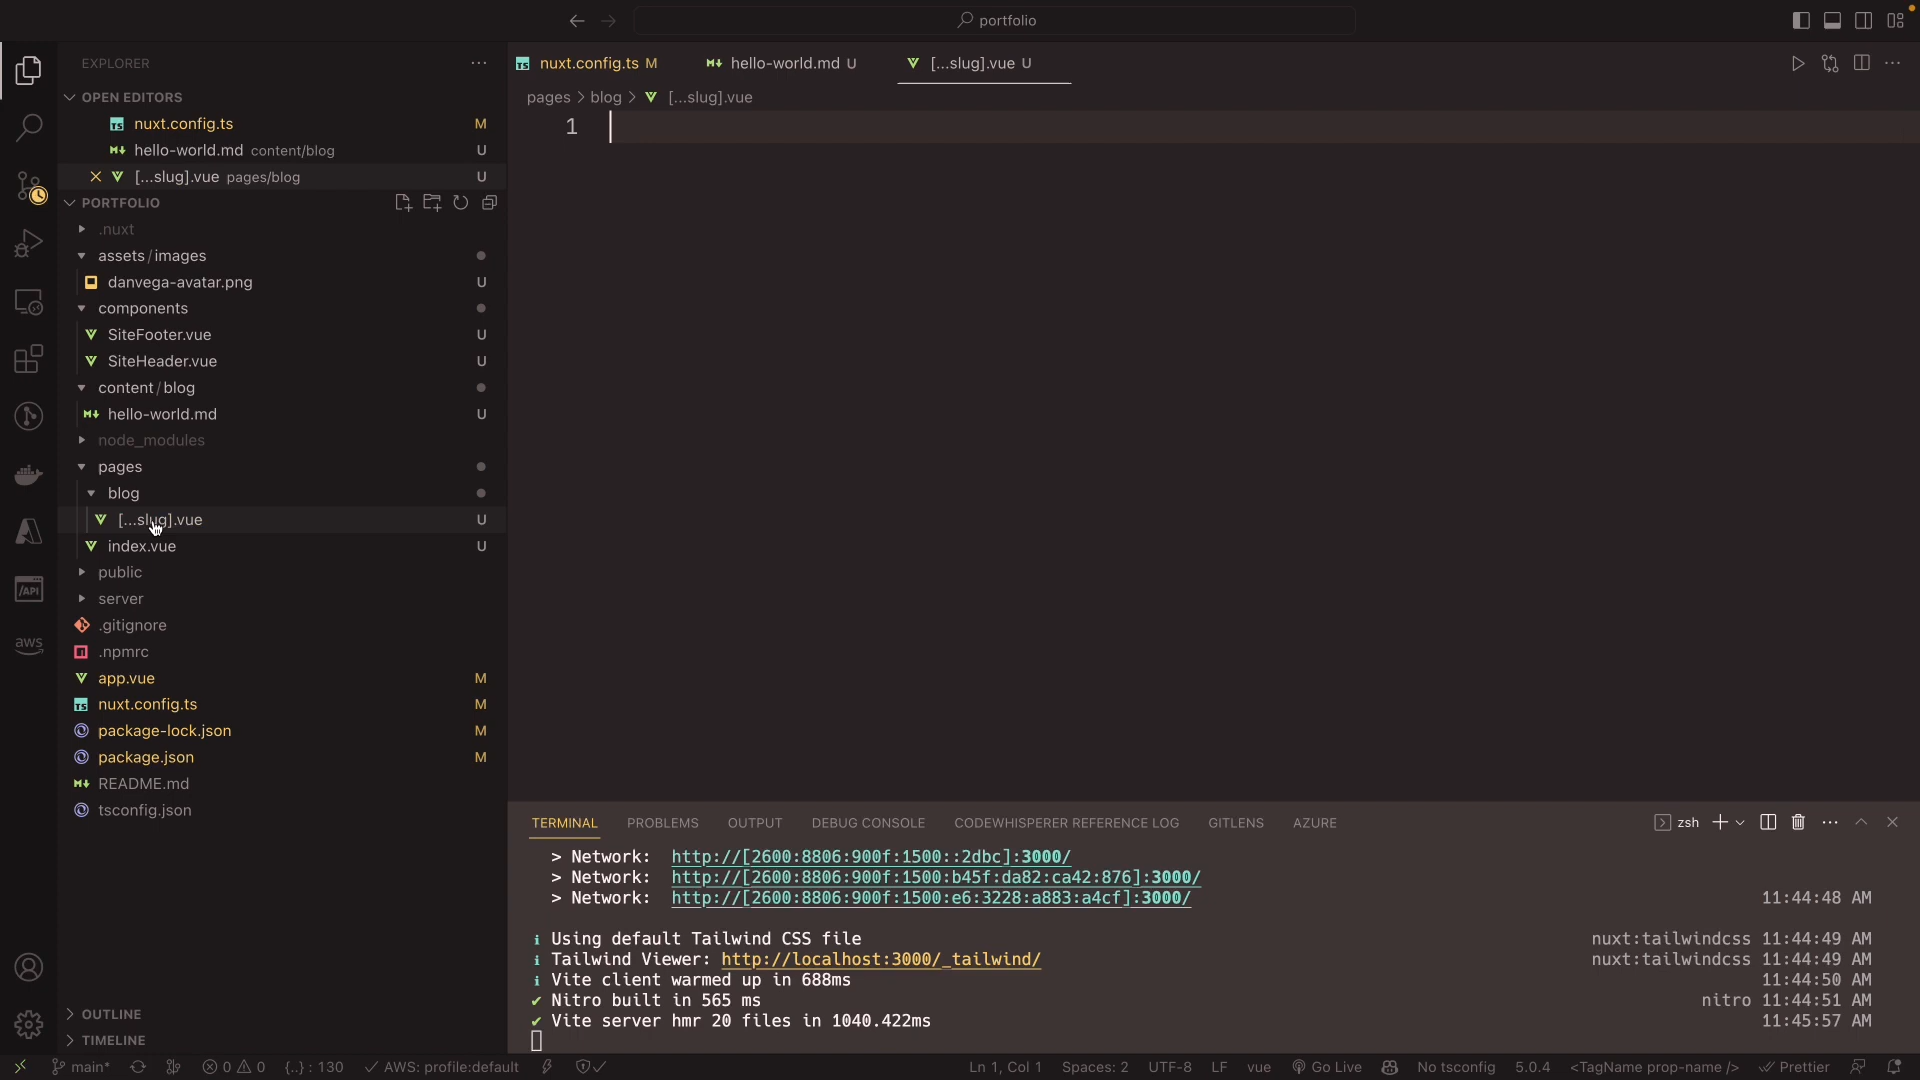 portfolio
EXPLORER
OPEN EDITORS
nuxt.config.ts M
hello-world.md content/blog U
[...slug].vue pages/blog U
PORTFOLIO
.nuxt
assets/images
danvega-avatar.png U
components
SiteFooter.vue U
SiteHeader.vue U
content/blog
hello-world.md U
node_modules
pages
blog
[...slug].vue U
index.vue U
public
server
.gitignore
.npmrc
app.vue M
nuxt.config.ts M
package-lock.json M
package.json M
README.md
tsconfig.json
OUTLINE
TIMELINE
/API
aws
nuxt.config.ts M hello-world.md U [...slug].vue U
pages > blog > [...slug].vue
1
TERMINAL PROBLEMS OUTPUT DEBUG CONSOLE CODEWHISPERER REFERENCE LOG GITLENS AZURE zsh
> Network: http://[2600:8806:900f:1500::2dbc]:3000/
> Network: http://[2600:8806:900f:1500:b45f:da82:ca42:876]:3000/
> Network: http://[2600:8806:900f:1500:e6:3228:a883:a4cf]:3000/ 11:44:48 AM
i Using default Tailwind CSS file nuxt:tailwindcss 11:44:49 AM
i Tailwind Viewer: http://localhost:3000/_tailwind/ nuxt:tailwindcss 11:44:49 AM
i Vite client warmed up in 688ms 11:44:50 AM
✔ Nitro built in 565 ms nitro 11:44:51 AM
✔ Vite server hmr 20 files in 1040.422ms 11:45:57 AM
main* 0 0 {..} : 130 AWS: profile:default Ln 1, Col 1 Spaces: 2 UTF-8 LF vue Go Live No tsconfig 5.0.4 <TagName prop-name /> Prettier